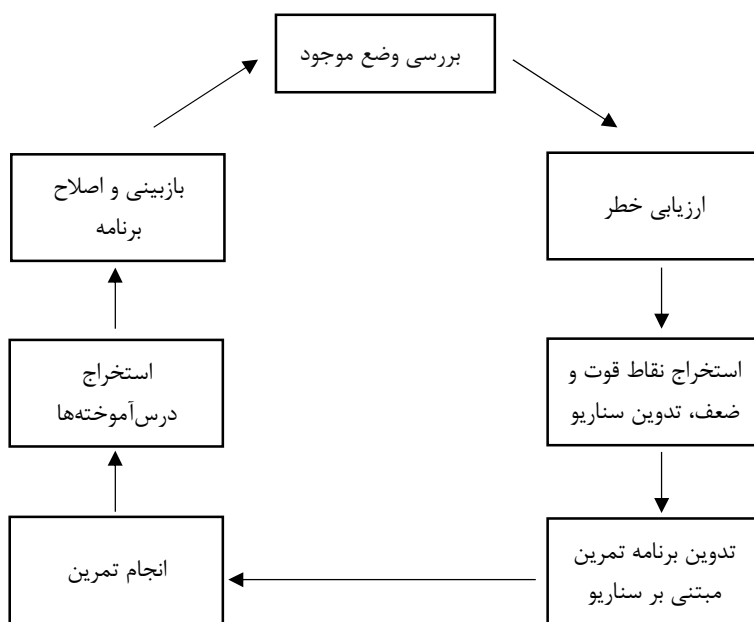 بررسی وضع موجود
ارزیابی خطر
استخراج نقاط قوت و
ضعف، تدوین سناریو
تدوین برنامه تمرین
مبتنی بر سناریو
انجام تمرین
استخراج
درس‌آموخته‌ها
بازبینی و اصلاح
برنامه